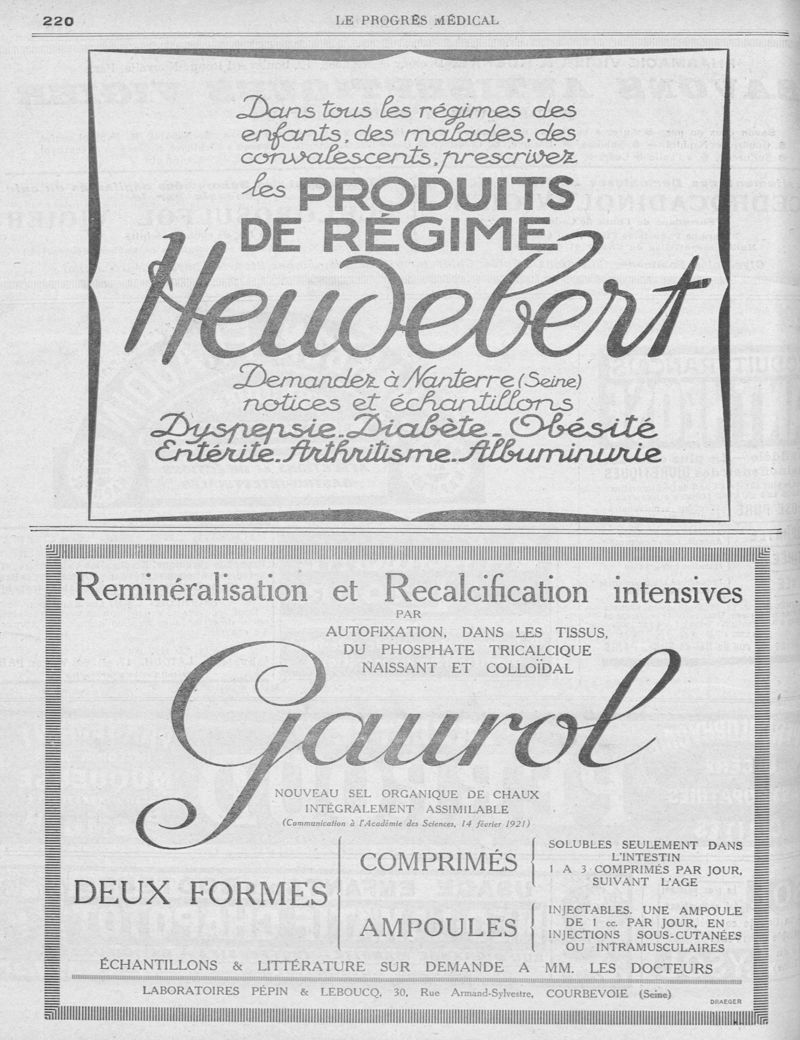 220
LE PROGRÈS MÉDICAL
Dans tous les régimes des
enfants, des malades, des
convalescents, prescrivez
les PRODUITS
DE RÉGIME
Heudebert
Demandez à Nanterre (Seine)
notices et échantillons
Dyspepsie - Diabète - Obésité
Entérite - Arthritisme - Albuminurie
Reminéralisation et Recalcification intensives
PAR
AUTOFIXATION, DANS LES TISSUS,
DU PHOSPHATE TRICALCIQUE
NAISSANT ET COLLOÏDAL
Gaurol
NOUVEAU SEL ORGANIQUE DE CHAUX
INTÉGRALEMENT ASSIMILABLE
(Communication à l'Académie des Sciences, 14 février 1921)
DEUX FORMES
COMPRIMÉS
SOLUBLES SEULEMENT DANS
L'INTESTIN
1 A 3 COMPRIMÉS PAR JOUR,
SUIVANT L'AGE
AMPOULES
INJECTABLES. UNE AMPOULE
DE 1 cc. PAR JOUR, EN
INJECTIONS SOUS-CUTANÉES
OU INTRAMUSCULAIRES
ÉCHANTILLONS & LITTÉRATURE SUR DEMANDE A MM. LES DOCTEURS
LABORATOIRES PÉPIN & LEBOUCQ, 30, Rue Armand-Sylvestre, COURBEVOIE (Seine)
DRAEGER